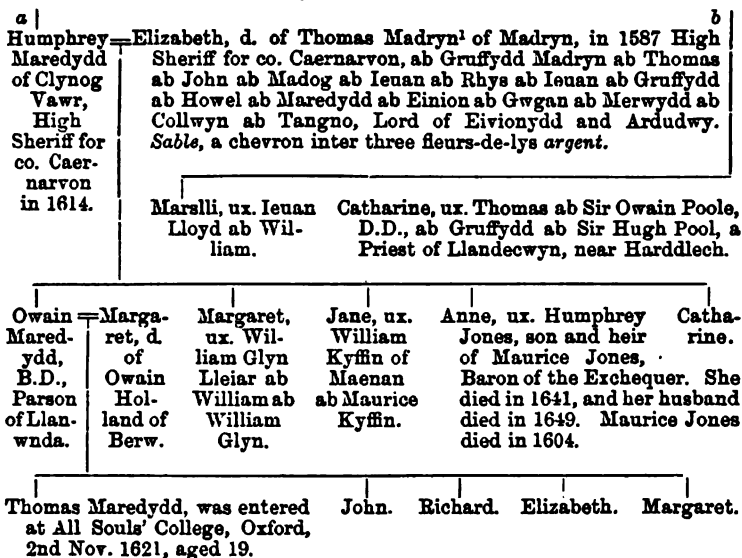 a b
Humphrey=Elizabeth, d. of Thomas Madryn¹ of Madryn, in 1587 High
Maredydd Sheriff for co. Caernarvon, ab Gruffydd Madryn ab Thomas
of Clynog ab John ab Madog ab Ieuan ab Rhys ab Ieuan ab Gruffydd
Vawr, ab Howel ab Maredydd ab Einion ab Gwgan ab Merwydd ab
High Collwyn ab Tangno, Lord of Eivionydd and Ardudwy.
Sheriff for Sable, a chevron inter three fleurs-de-lys argent.
co. Caer-
narvon
in 1614.
Marslli, ux. Ieuan
Lloyd ab Wil-
liam.
Catharine, ux. Thomas ab Sir Owain Poole,
D.D., ab Gruffydd ab Sir Hugh Pool, a
Priest of Llandecwyn, near Harddlech.
Owain=Marga-
Mared- ret, d.
ydd, of
B.D., Owain
Parson Hol-
of Llan- land of
wnda. Berw.
Margaret,
ux. Wil-
liam Glyn
Lleiar ab
William ab
William
Glyn.
Jane, ux.
William
Kyffin of
Maenan
ab Maurice
Kyffin.
Anne, ux. Humphrey
Jones, son and heir
of Maurice Jones,
Baron of the Exchequer. She
died in 1641, and her husband
died in 1649. Maurice Jones
died in 1604.
Catha-
rine.
Thomas Maredydd, was entered
at All Souls' College, Oxford,
2nd Nov. 1621, aged 19.
John. Richard. Elizabeth. Margaret.